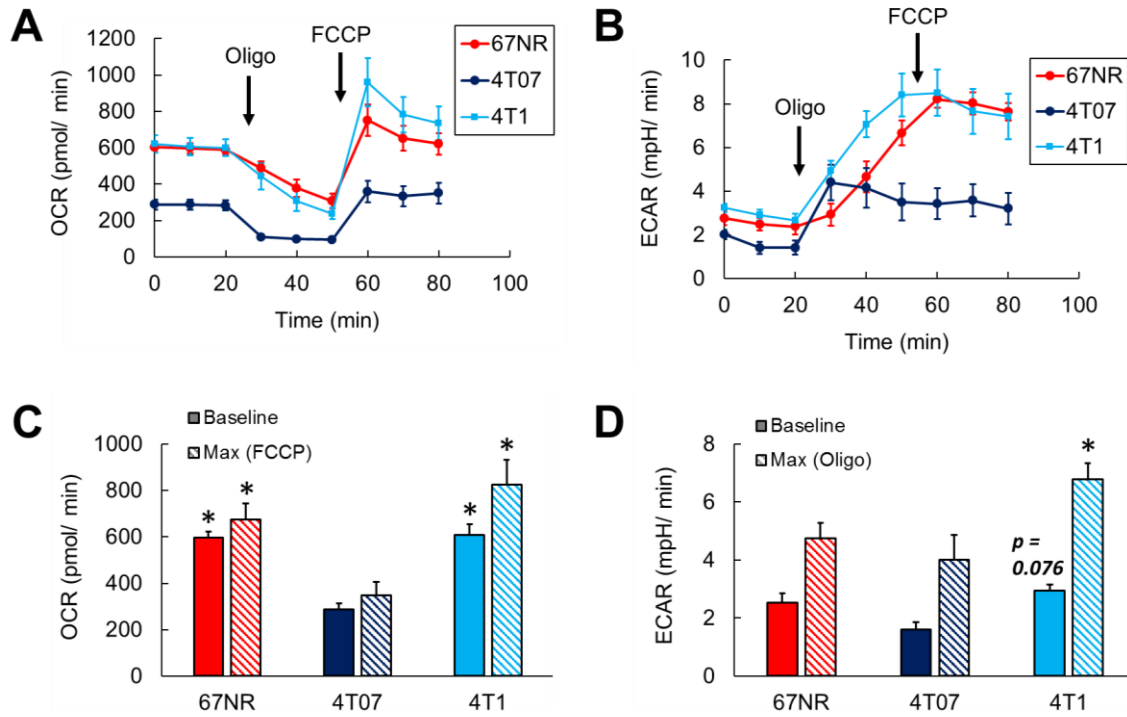 A
OCR (pmol/ min)
1200
1000
800
600
400
200
0
0 20 40 60 80 100
Time (min)
Oligo
FCCP
67NR
4T07
4T1
B
ECAR (mpH/ min)
10
8
6
4
2
0
0 20 40 60 80 100
Time (min)
Oligo
FCCP
67NR
4T07
4T1
C
Baseline
Max (FCCP)
OCR (pmol/ min)
1000
800
600
400
200
0
* * * *
67NR 4T07 4T1
D
Baseline
Max (Oligo)
ECAR (mpH/ min)
8
6
4
2
0
*
p =
0.076
67NR 4T07 4T1